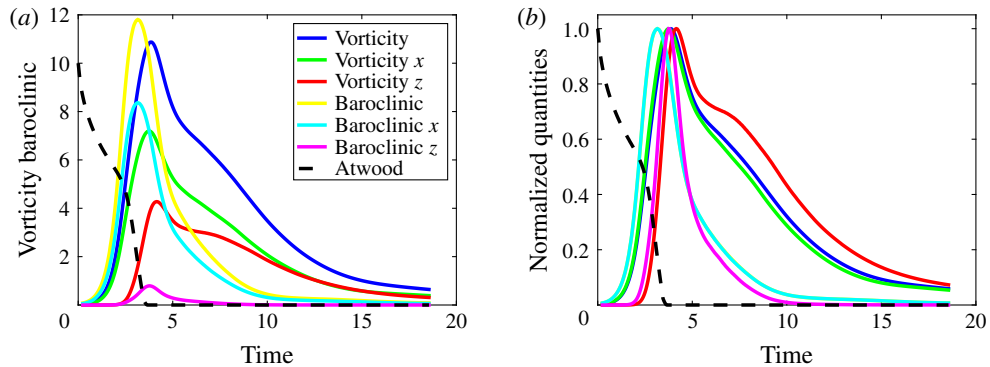 (a)
Vorticity baroclinic
12
10
8
6
4
2
0
5
10
15
20
Time
Vorticity
Vorticity x
Vorticity z
Baroclinic
Baroclinic x
Baroclinic z
Atwood
(b)
Normalized quantities
1.0
0.8
0.6
0.4
0.2
0
5
10
15
20
Time